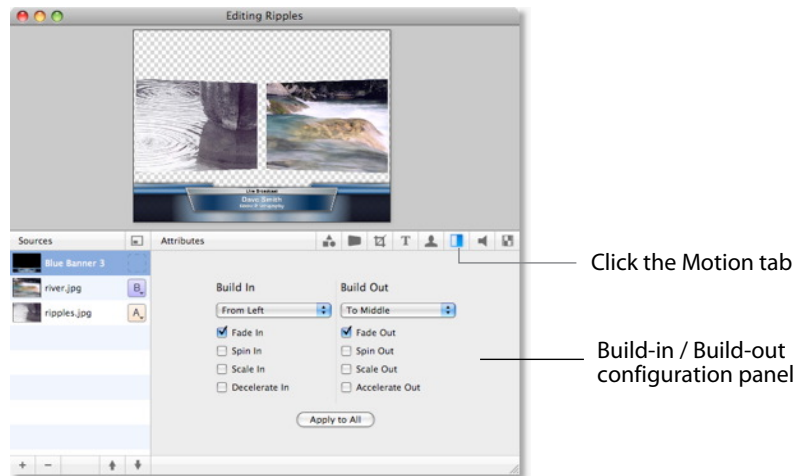 Editing Ripples
Live Broadcast
Dave Smith
Sources
Attributes
T
Blue Banner 3
river.jpg
B
ripples.jpg
A
Build In
Build Out
From Left
To Middle
Fade In
Fade Out
Spin In
Spin Out
Scale In
Scale Out
Decelerate In
Accelerate Out
Apply to All
Click the Motion tab
Build-in / Build-out
configuration panel